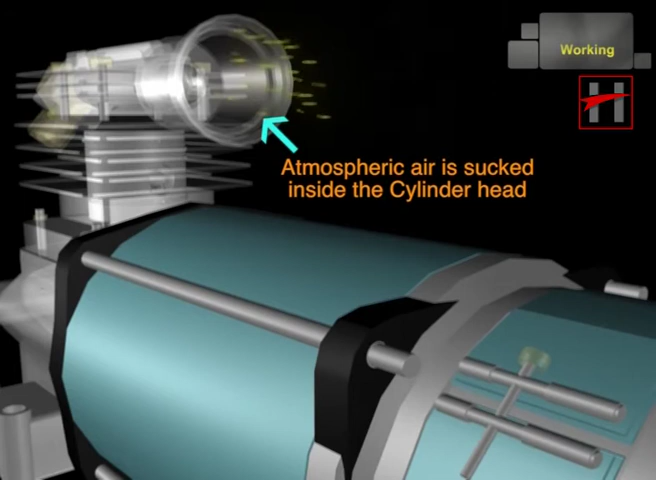 Working
H
Atmospheric air is sucked
inside the Cylinder head